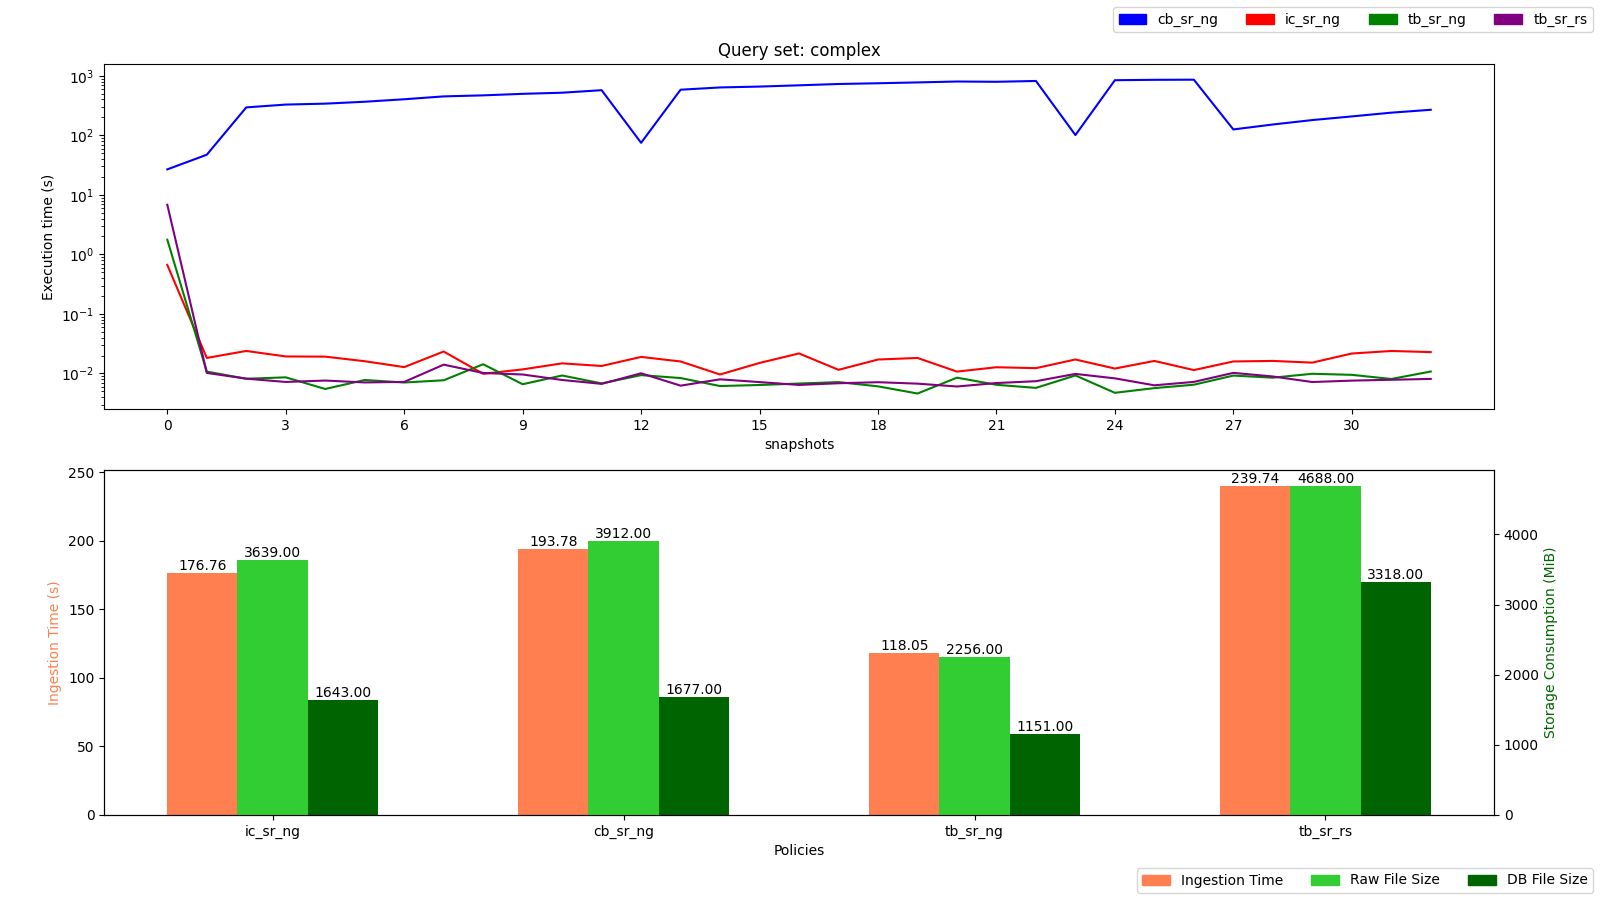 cb_sr_ng ic_sr_ng tb_sr_ng tb_sr_rs
Query set: complex
10³
10²
10¹
10⁰
10⁻¹
10⁻²
Execution time (s)
0 3 6 9 12 15 18 21 24 27 30
snapshots
250
200
150
100
50
0
Ingestion Time (s)
176.76 3639.00 1643.00
193.78 3912.00 1677.00
118.05 2256.00 1151.00
239.74 4688.00 3318.00
4000
3000
2000
1000
0
Storage Consumption (MiB)
ic_sr_ng cb_sr_ng tb_sr_ng tb_sr_rs
Policies
Ingestion Time Raw File Size DB File Size